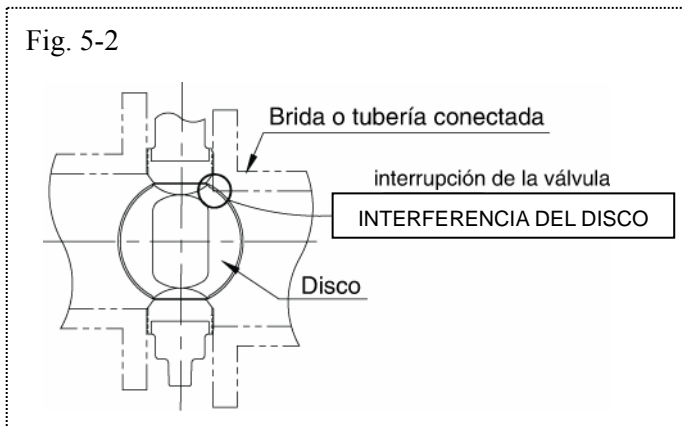 Fig. 5-2
Brida o tubería conectada
interrupción de la válvula
INTERFERENCIA DEL DISCO
Disco